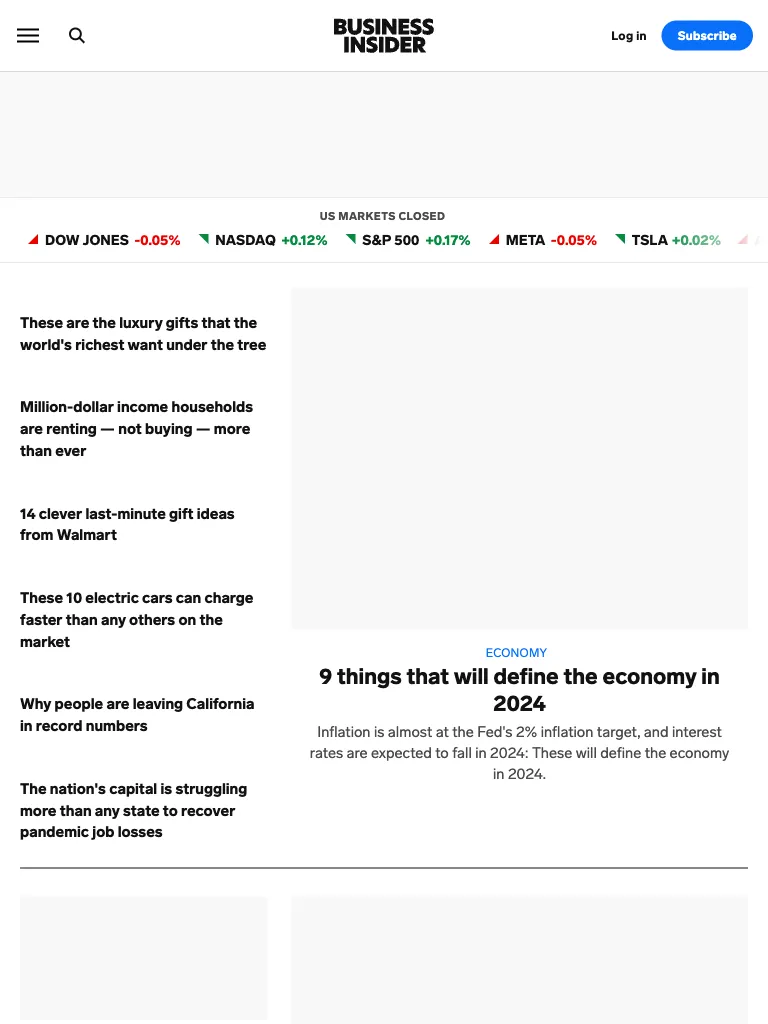 BUSINESS
INSIDER
Log in
Subscribe
US MARKETS CLOSED
DOW JONES -0.05% NASDAQ +0.12% S&P 500 +0.17% META -0.05% TSLA +0.02%
These are the luxury gifts that the
world's richest want under the tree
Million-dollar income households
are renting — not buying — more
than ever
14 clever last-minute gift ideas
from Walmart
These 10 electric cars can charge
faster than any others on the
market
Why people are leaving California
in record numbers
The nation's capital is struggling
more than any state to recover
pandemic job losses
ECONOMY
9 things that will define the economy in
2024
Inflation is almost at the Fed's 2% inflation target, and interest
rates are expected to fall in 2024: These will define the economy
in 2024.